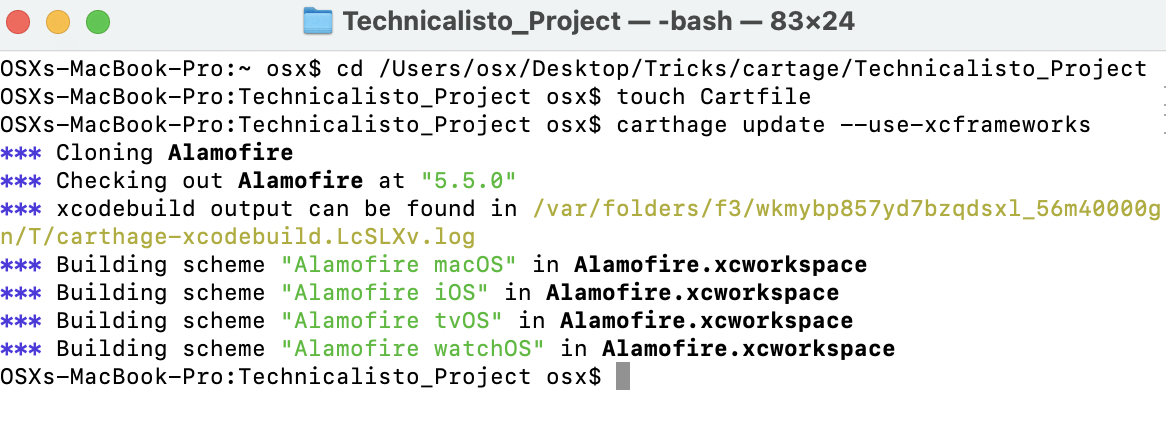 Technicalisto_Project — -bash — 83×24
OSXs-MacBook-Pro:~ osx$ cd /Users/osx/Desktop/Tricks/cartage/Technicalisto_Project
OSXs-MacBook-Pro:Technicalisto_Project osx$ touch Cartfile
OSXs-MacBook-Pro:Technicalisto_Project osx$ carthage update --use-xcframeworks
*** Cloning Alamofire
*** Checking out Alamofire at "5.5.0"
*** xcodebuild output can be found in /var/folders/f3/wkmybp857yd7bzqdsxl_56m40000g
n/T/carthage-xcodebuild.LcSLXv.log
*** Building scheme "Alamofire macOS" in Alamofire.xcworkspace
*** Building scheme "Alamofire iOS" in Alamofire.xcworkspace
*** Building scheme "Alamofire tvOS" in Alamofire.xcworkspace
*** Building scheme "Alamofire watchOS" in Alamofire.xcworkspace
OSXs-MacBook-Pro:Technicalisto_Project osx$